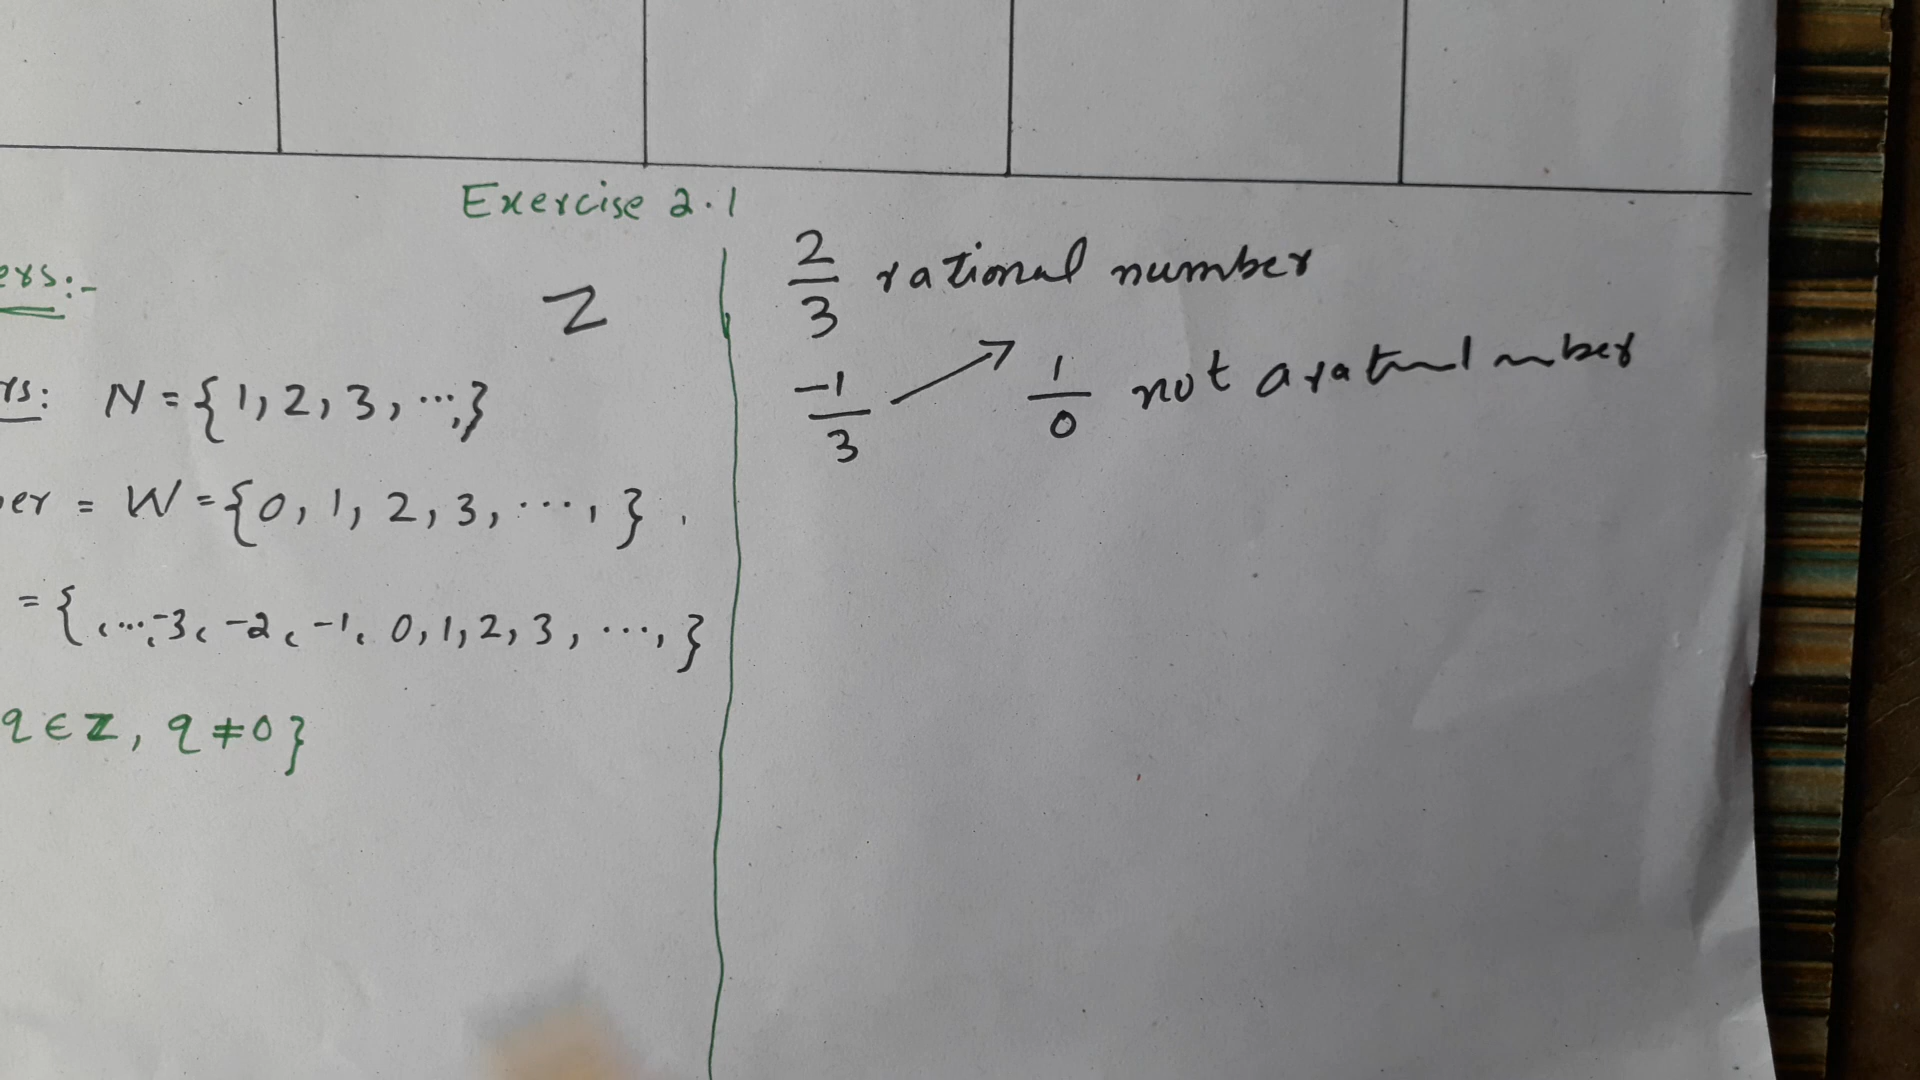 Exercise 2.1
ers:-
Z
rs: N = {1, 2, 3, ...,}
er = W = {0, 1, 2, 3, ..., }.
= {, ..., -3, -2, -1, 0, 1, 2, 3, ..., }
q ∈ Z, q ≠ 0}
2/3 rational number
-1/3 → 1/0 not a rational number